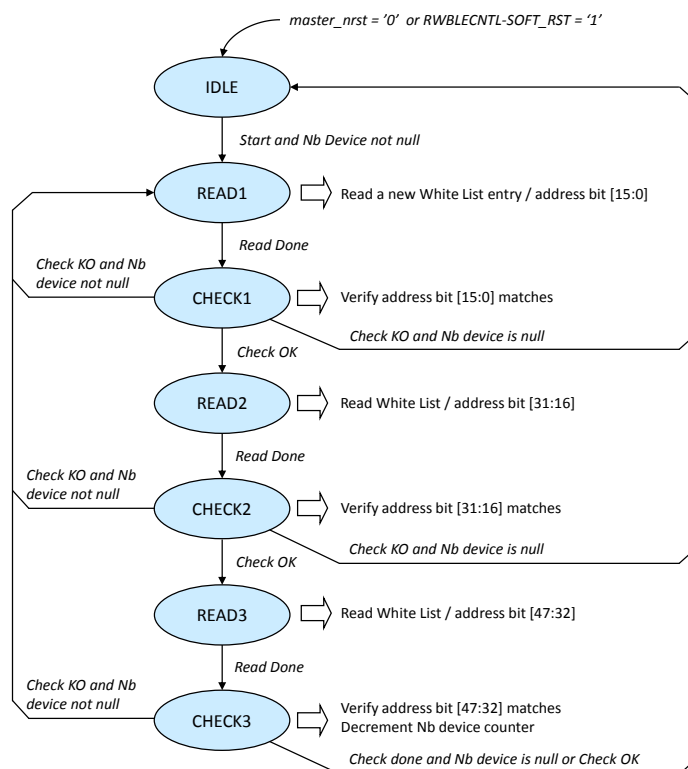 master_nrst = '0' or RWBLECNTL-SOFT_RST = '1'
IDLE
Start and Nb Device not null
READ1
Read a new White List entry / address bit [15:0]
Read Done
Check KO and Nb
device not null
CHECK1
Verify address bit [15:0] matches
Check KO and Nb device is null
Check OK
READ2
Read White List / address bit [31:16]
Read Done
Check KO and Nb
device not null
CHECK2
Verify address bit [31:16] matches
Check KO and Nb device is null
Check OK
READ3
Read White List / address bit [47:32]
Read Done
Check KO and Nb
device not null
CHECK3
Verify address bit [47:32] matches
Decrement Nb device counter
Check done and Nb device is null or Check OK